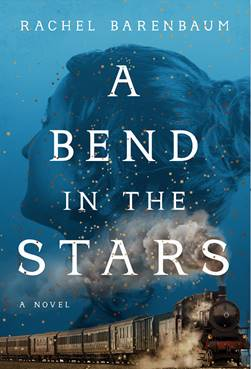 RACHEL BARENBAUM
A
BEND
IN THE
STARS
A NOVEL